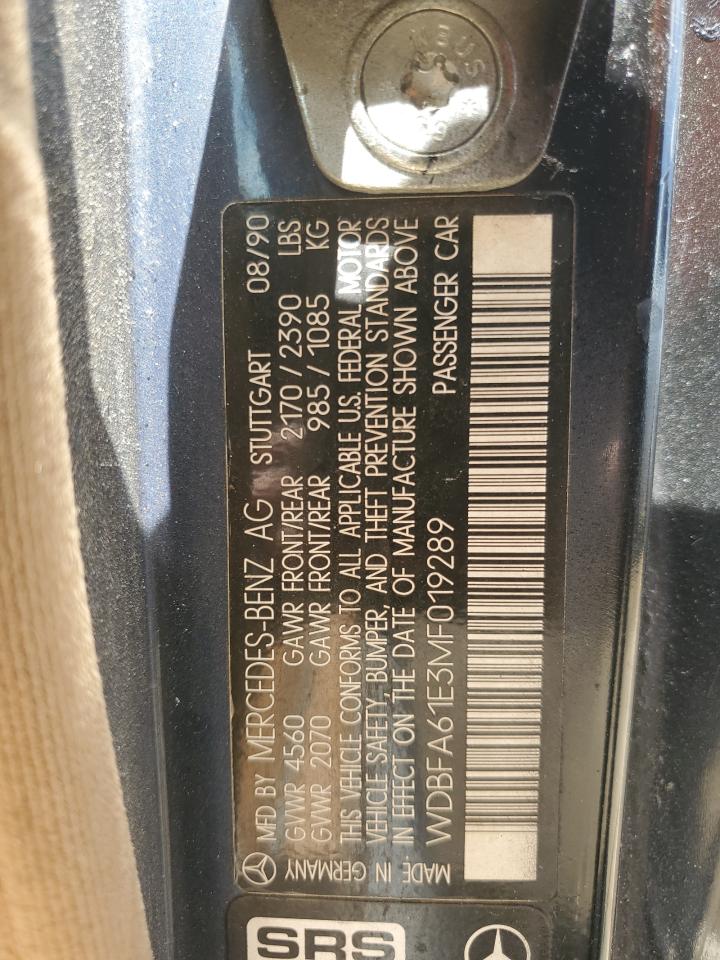 MFD BY MERCEDES-BENZ AG STUTTGART 08/90
GVWR 4560 GAWR FRONT/REAR 2170 / 2390 LBS
GVWR 2070 GAWR FRONT/REAR 985 / 1085 KG
THIS VEHICLE CONFORMS TO ALL APPLICABLE U.S. FEDERAL MOTOR
VEHICLE SAFETY, BUMPER, AND THEFT PREVENTION STANDARDS
IN EFFECT ON THE DATE OF MANUFACTURE SHOWN ABOVE
IN GERMANY
MADE WDBFA61E3MF019289 PASSENGER CAR
SRS